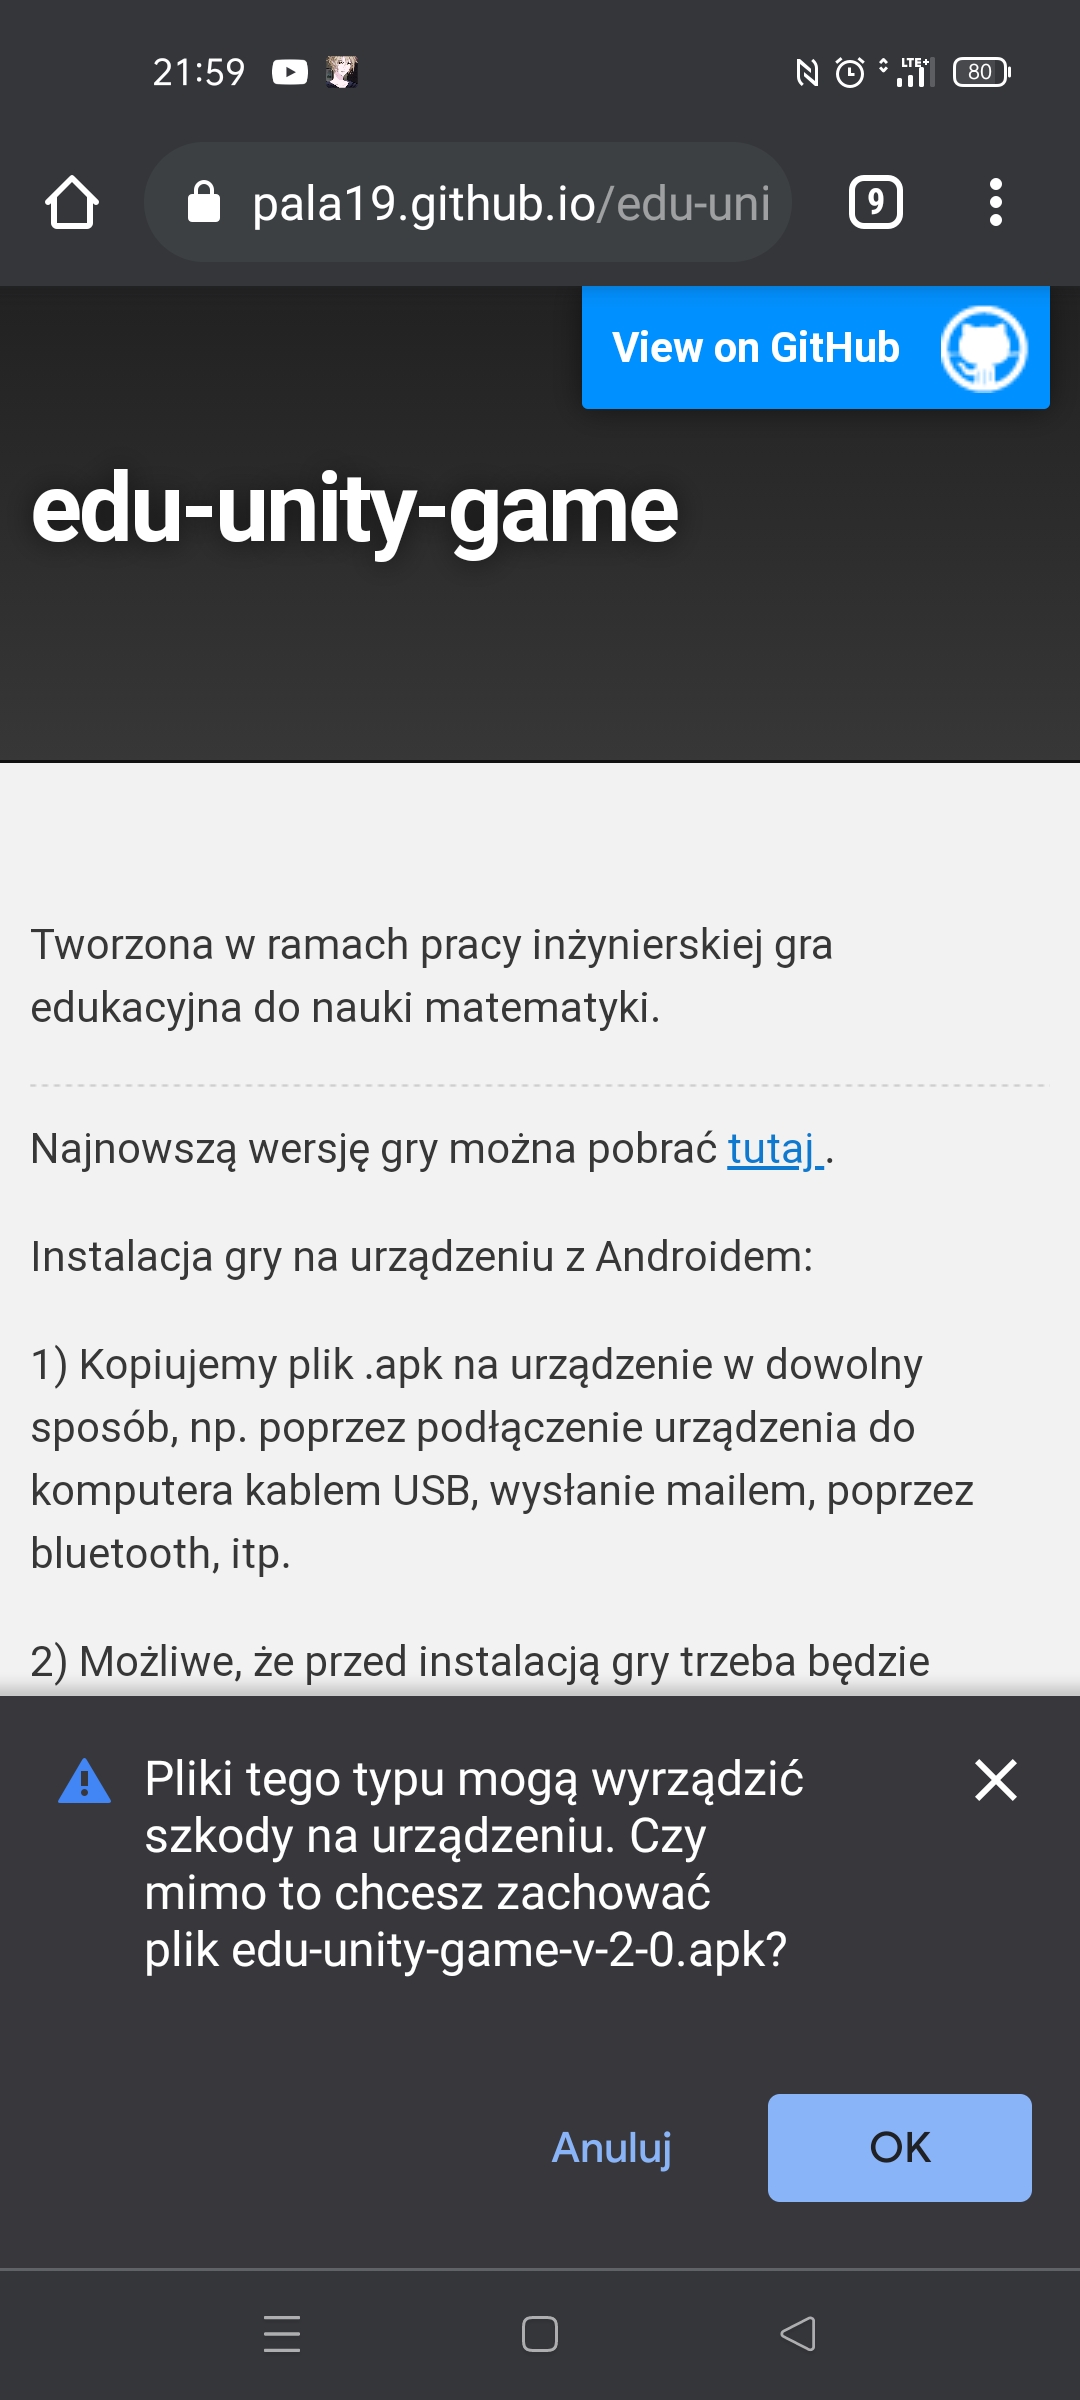 21:59
LTE+
80
pala19.github.io/edu-uni
9
View on GitHub
edu-unity-game
Tworzona w ramach pracy inżynierskiej gra
edukacyjna do nauki matematyki.
Najnowszą wersję gry można pobrać tutaj .
Instalacja gry na urządzeniu z Androidem:
1) Kopiujemy plik .apk na urządzenie w dowolny
sposób, np. poprzez podłączenie urządzenia do
komputera kablem USB, wysłanie mailem, poprzez
bluetooth, itp.
2) Możliwe, że przed instalacją gry trzeba będzie
Pliki tego typu mogą wyrządzić
szkody na urządzeniu. Czy
mimo to chcesz zachować
plik edu-unity-game-v-2-0.apk?
Anuluj
OK